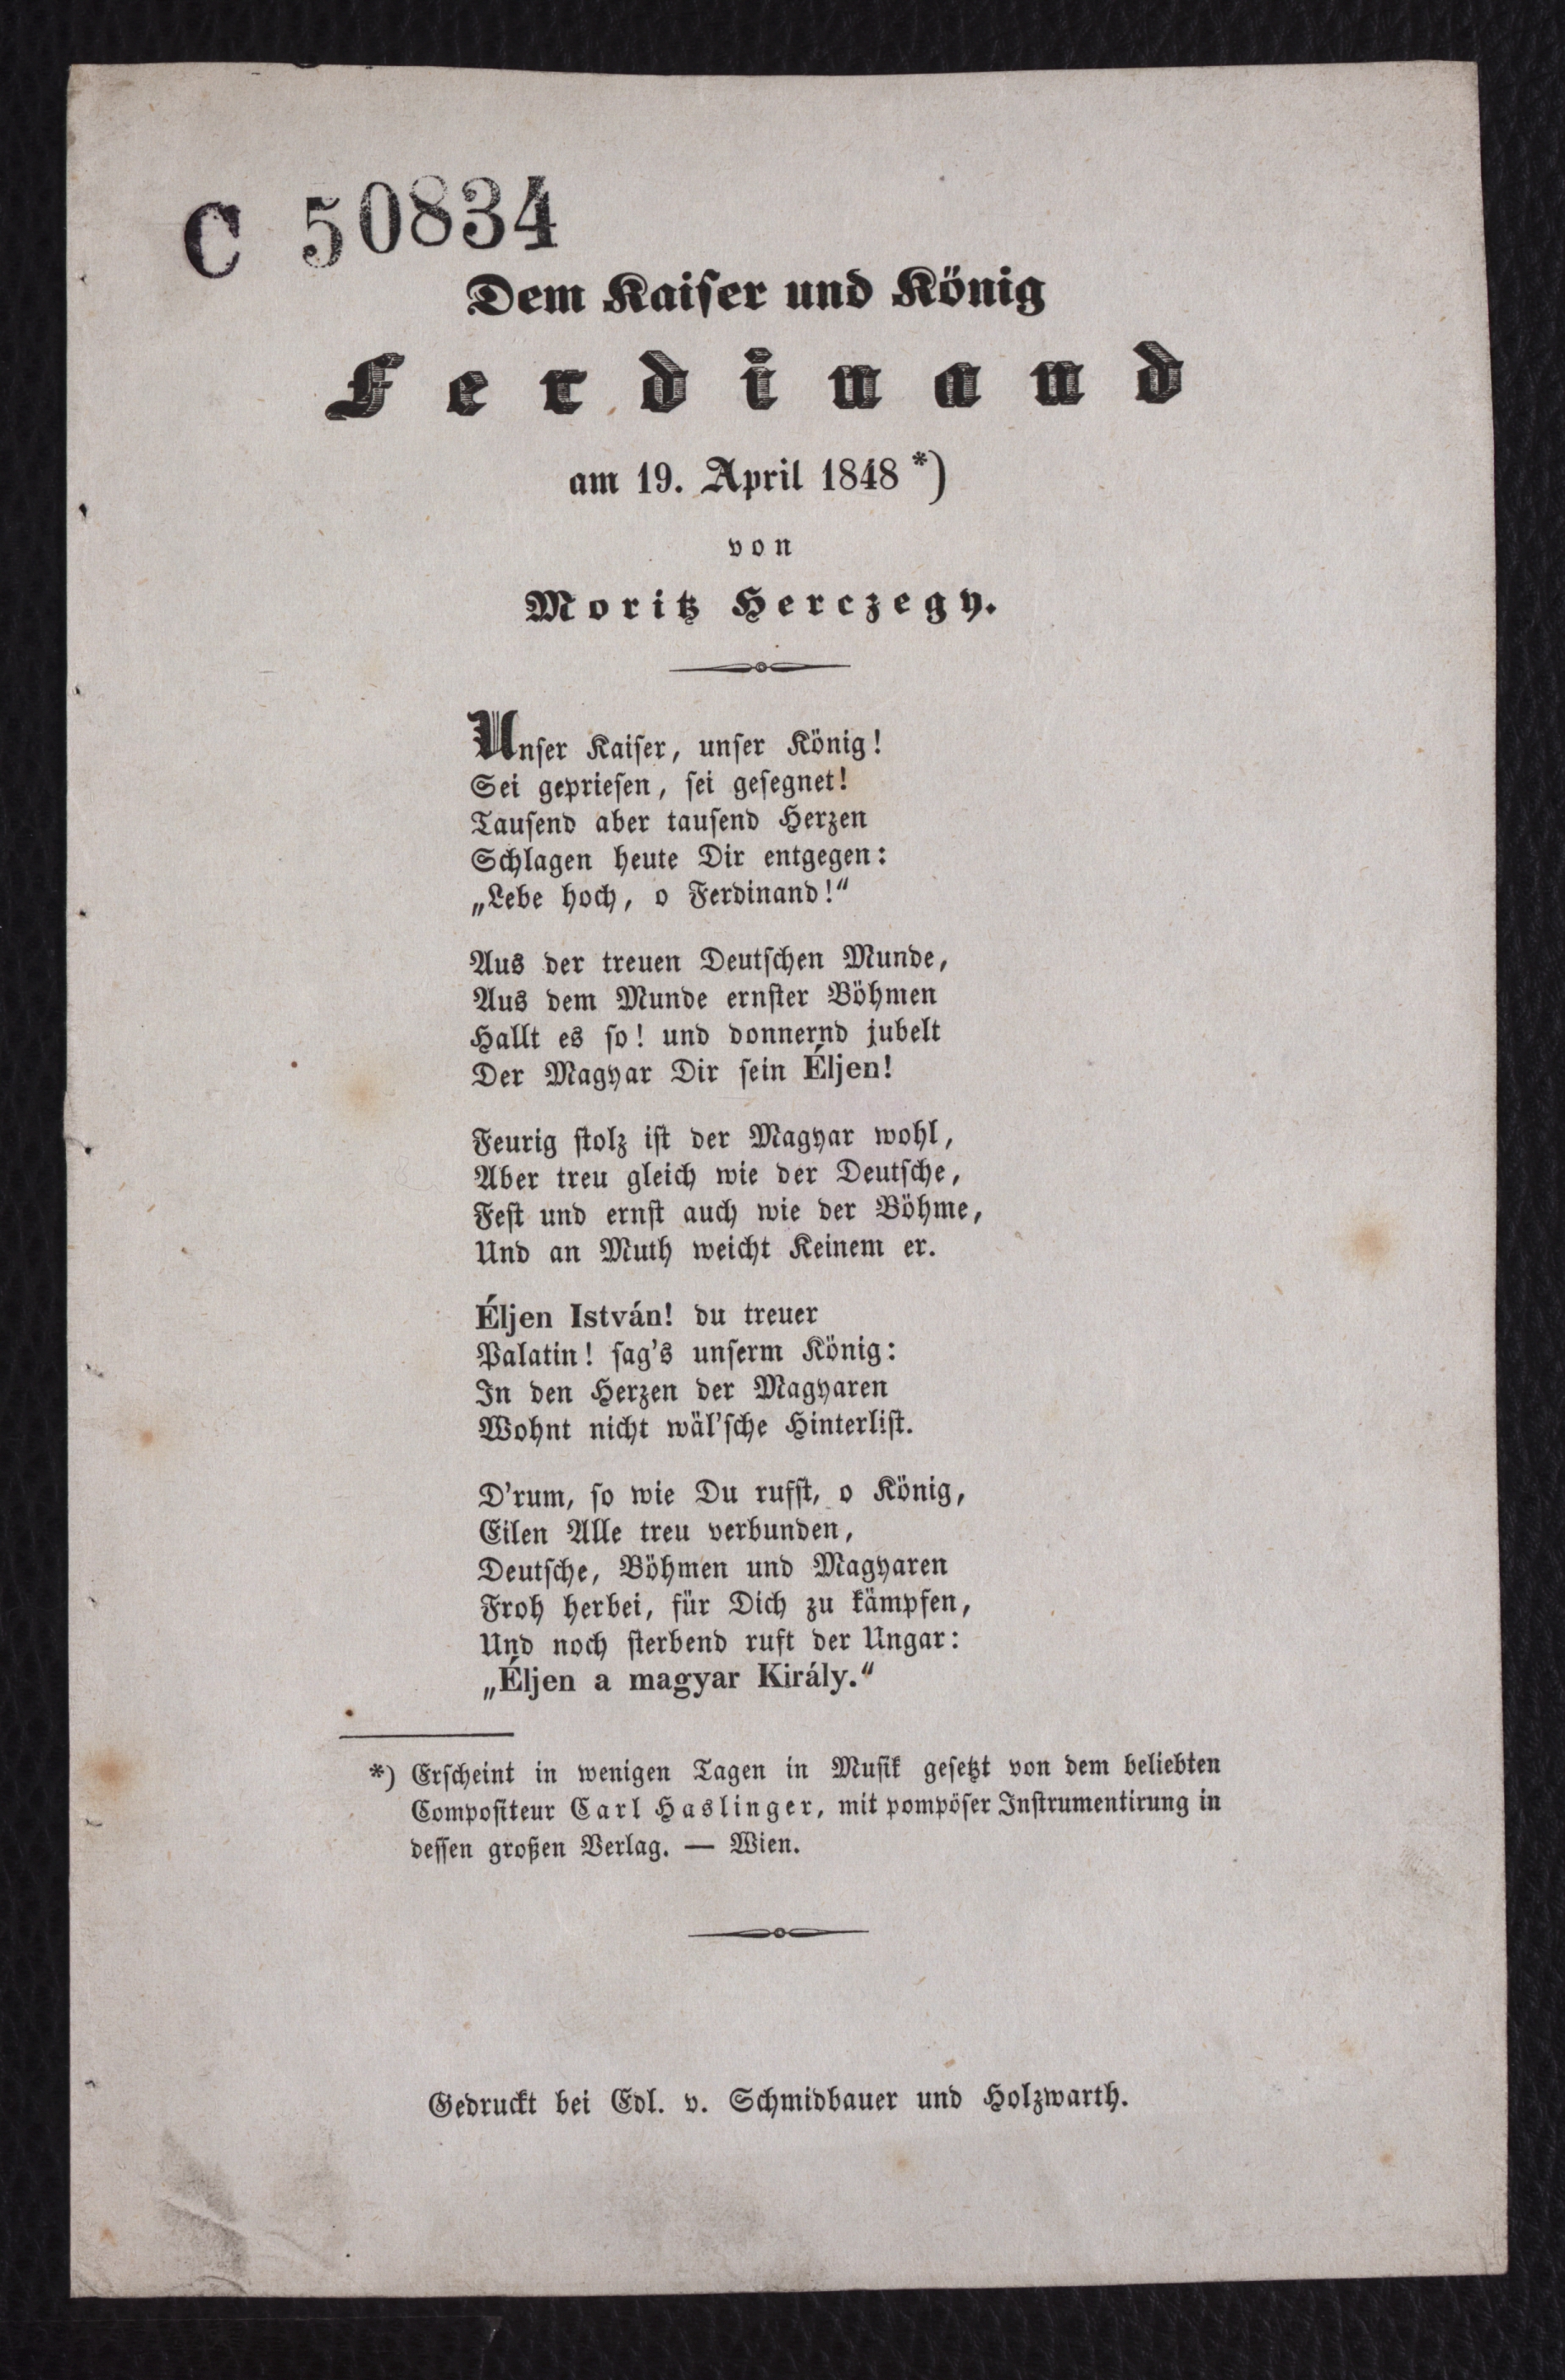 C 50834
Dem Kaiser und König
Ferdinand
am 19. April 1848 *)
von
Moritz Herczegy.
Unser Kaiser, unser König!
Sei gepriesen, sei gesegnet!
Tausend aber tausend Herzen
Schlagen heute Dir entgegen:
„Lebe hoch, o Ferdinand!“
Aus der treuen Deutschen Munde,
Aus dem Munde ernster Böhmen
Hallt es so! und donnernd jubelt
Der Magyar Dir sein Éljen!
Feurig stolz ist der Magyar wohl,
Aber treu gleich wie der Deutsche,
Fest und ernst auch wie der Böhme,
Und an Muth weicht Keinem er.
Éljen István! du treuer
Palatin! sag's unserm König:
In den Herzen der Magyaren
Wohnt nicht wäl'sche Hinterlist.
D'rum, so wie Du rufst, o König,
Eilen Alle treu verbunden,
Deutsche, Böhmen und Magyaren
Froh herbei, für Dich zu kämpfen,
Und noch sterbend ruft der Ungar:
„Éljen a magyar Király.“
*) Erscheint in wenigen Tagen in Musik gesetzt von dem beliebten
Compositeur Carl Haslinger, mit pompöser Instrumentirung in
dessen großen Verlag. — Wien.
Gedruckt bei Edl. v. Schmidbauer und Holzwarth.